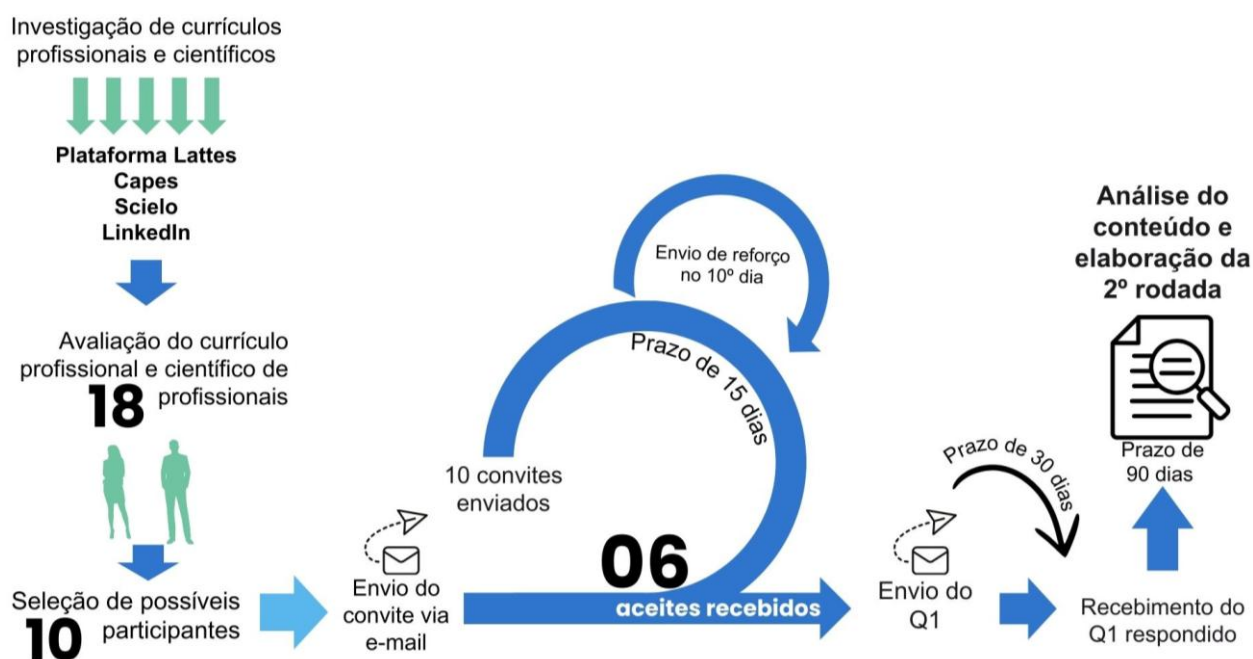 Investigação de currículos
profissionais e científicos
Plataforma Lattes
Capes
Scielo
LinkedIn
Avaliação do currículo
profissional e científico de
18 profissionais
Seleção de possíveis
10 participantes
Envio do
convite via
e-mail
10 convites
enviados
Prazo de 15 dias
Envio de reforço
no 10º dia
06
aceites recebidos
Envio do
Q1
Prazo de 30 dias
Recebimento do
Q1 respondido
Análise do
conteúdo e
elaboração da
2º rodada
Prazo de
90 dias